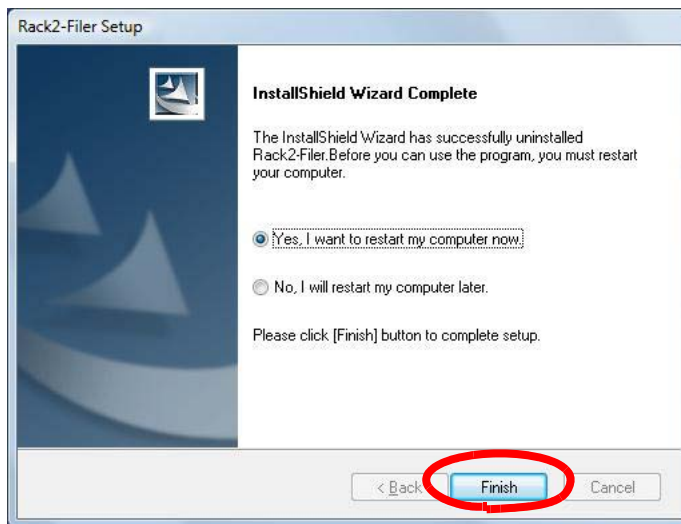 Rack2-Filer Setup
InstallShield Wizard Complete
The InstallShield Wizard has successfully uninstalled
Rack2-Filer.Before you can use the program, you must restart
your computer.
Yes, I want to restart my computer now.
No, I will restart my computer later.
Please click [Finish] button to complete setup.
< Back Finish Cancel